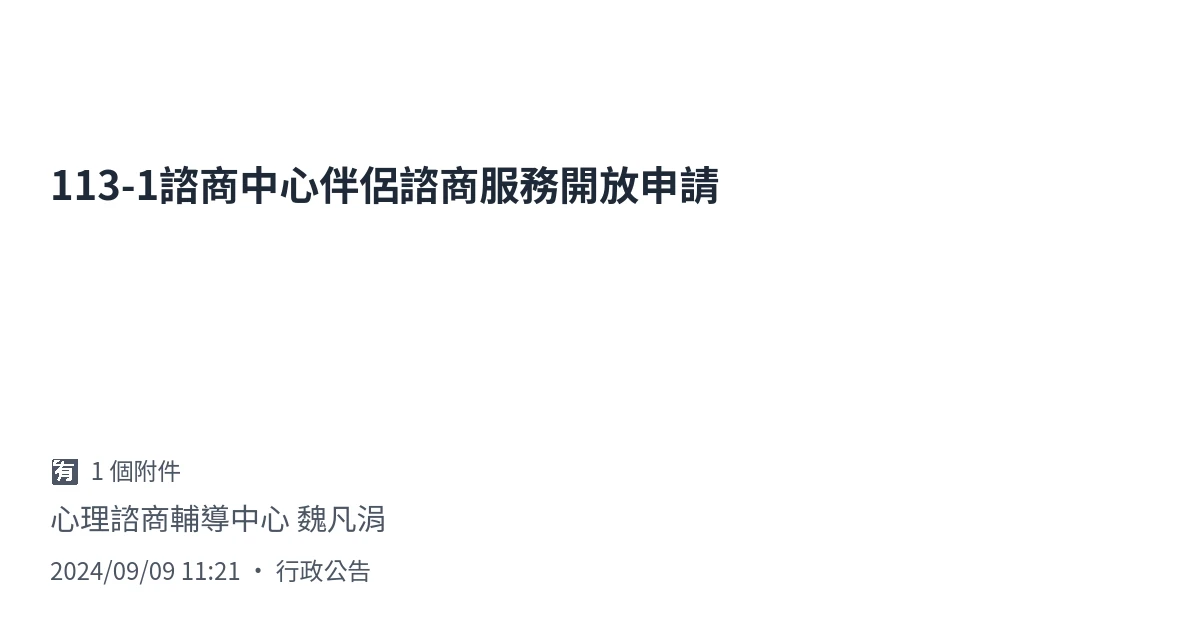 113-1諮商中心伴侶諮商服務開放申請
有 1 個附件
心理諮商輔導中心 魏凡涓
2024/09/09 11:21 • 行政公告